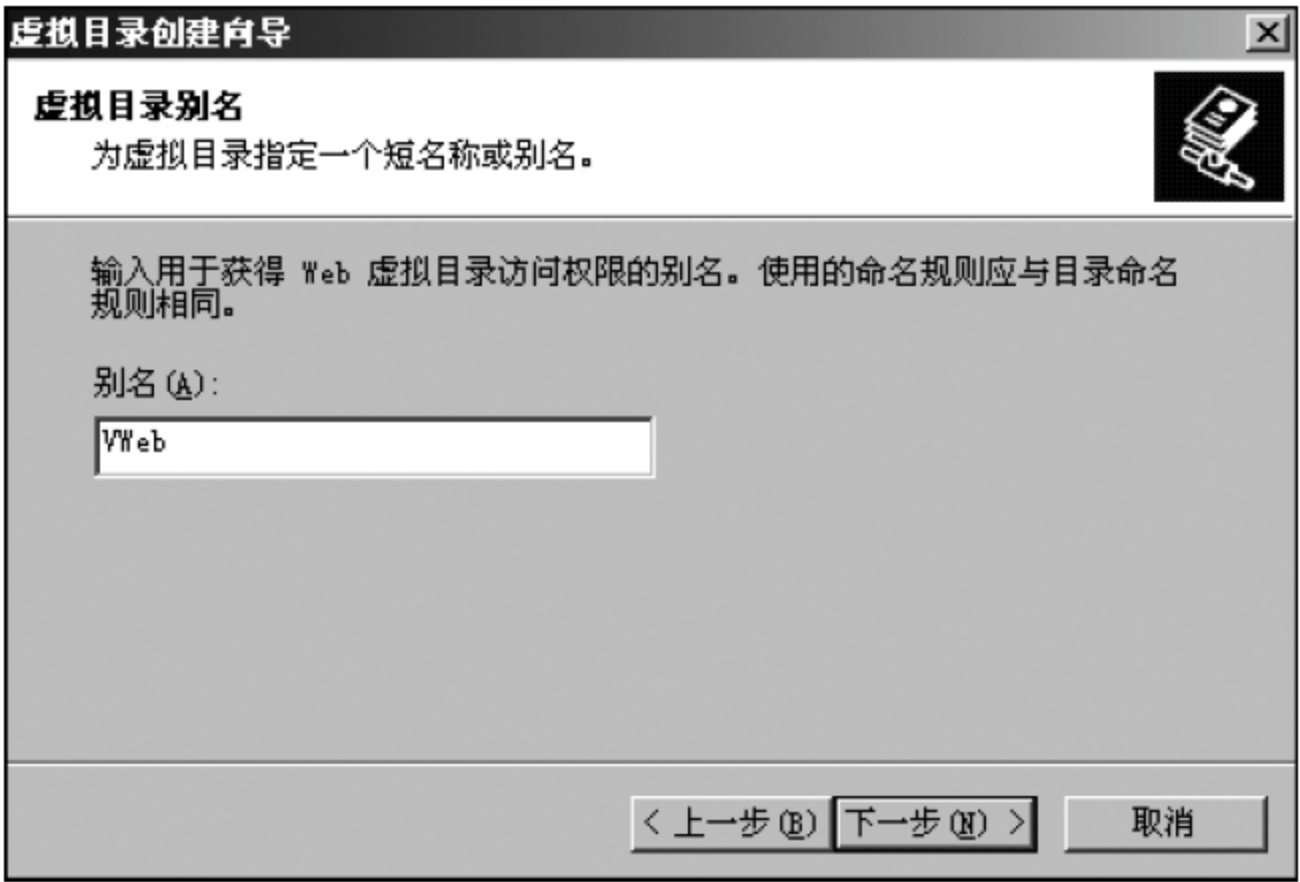 虚拟目录创建向导
虚拟目录别名
为虚拟目录指定一个短名称或别名。
输入用于获得 Web 虚拟目录访问权限的别名。使用的命名规则应与目录命名
规则相同。
别名(A):
VWeb
< 上一步(B) 下一步(N) > 取消